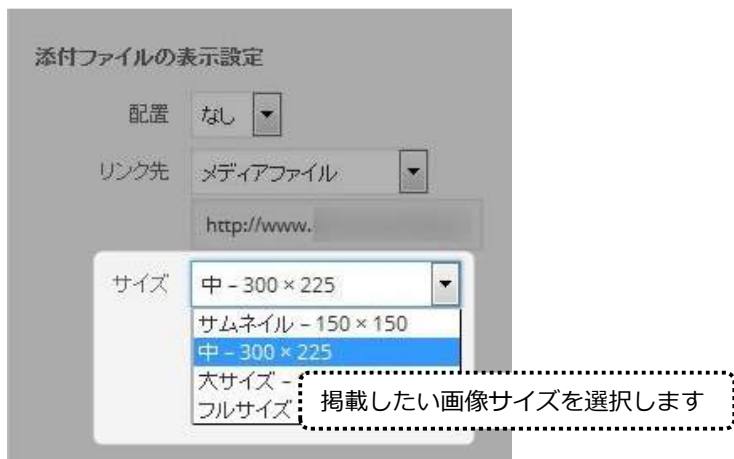 添付ファイルの表示設定
配置 なし
リンク先 メディアファイル
http://www.
サイズ 中 – 300 × 225
サムネイル – 150 × 150
中 – 300 × 225
大サイズ –
フルサイズ
掲載したい画像サイズを選択します